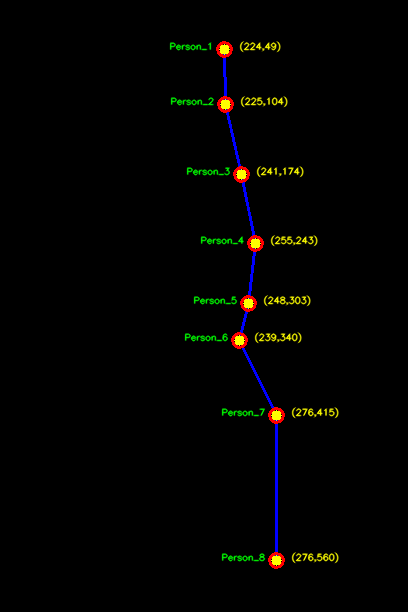 Person_1 (224,49)
Person_2 (225,104)
Person_3 (241,174)
Person_4 (255,243)
Person_5 (248,303)
Person_6 (239,340)
Person_7 (276,415)
Person_8 (276,560)